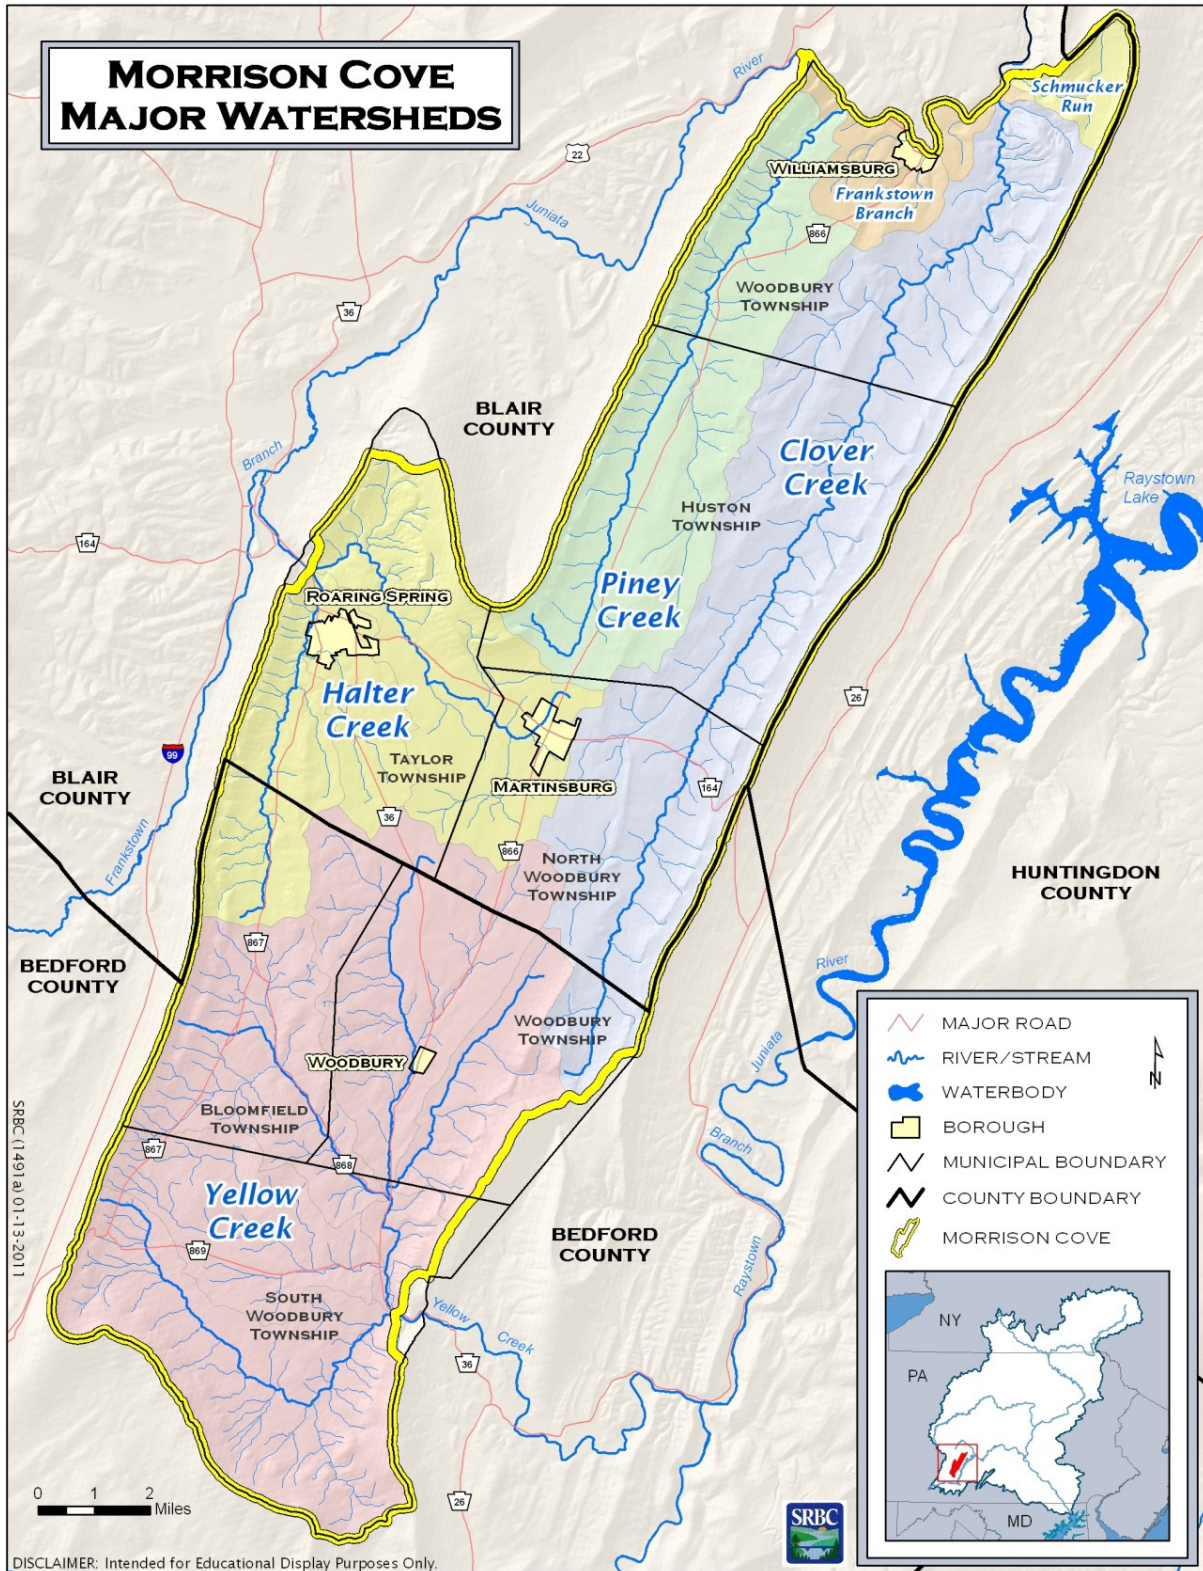 MORRISON COVE
MAJOR WATERSHEDS
River
Schmucker
Run
22
WILLIAMSBURG
Frankstown
Branch
Juniata
866
WOODBURY
TOWNSHIP
36
BLAIR
COUNTY
Branch
Clover
Creek
Raystown
Lake
HUSTON
TOWNSHIP
164
Piney
Creek
ROARING SPRING
26
Halter
Creek
99
TAYLOR
TOWNSHIP
MARTINSBURG
164
BLAIR
COUNTY
36
866
Frankstown
NORTH
WOODBURY
TOWNSHIP
HUNTINGDON
COUNTY
867
BEDFORD
COUNTY
River
WOODBURY
TOWNSHIP
WOODBURY
Juniata
BLOOMFIELD
TOWNSHIP
Branch
867
868
Yellow
Creek
869
BEDFORD
COUNTY
Raystown
SOUTH
WOODBURY
TOWNSHIP
Yellow
Creek
36
26
MAJOR ROAD
RIVER/STREAM
WATERBODY
BOROUGH
MUNICIPAL BOUNDARY
COUNTY BOUNDARY
MORRISON COVE
N
NY
PA
MD
SRBC (1491a) 01-13-2011
0 1 2
Miles
SRBC
DISCLAIMER: Intended for Educational Display Purposes Only.